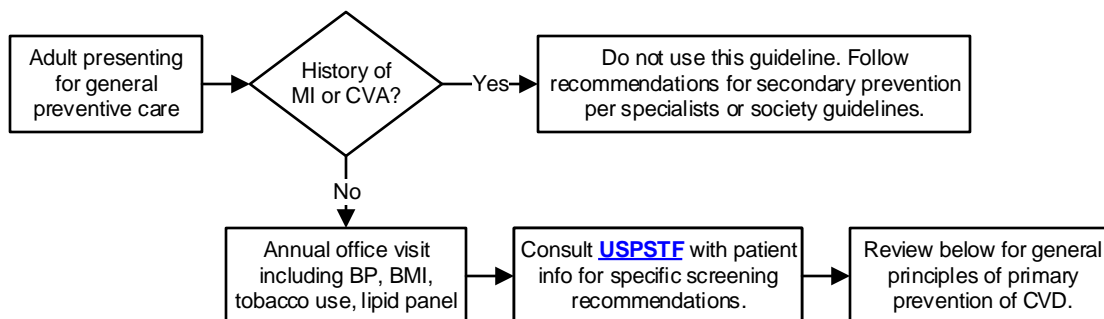 Adult presenting
for general
preventive care
History of
MI or CVA?
Yes
Do not use this guideline. Follow
recommendations for secondary prevention
per specialists or society guidelines.
No
Annual office visit
including BP, BMI,
tobacco use, lipid panel
Consult USPSTF with patient
info for specific screening
recommendations.
Review below for general
principles of primary
prevention of CVD.